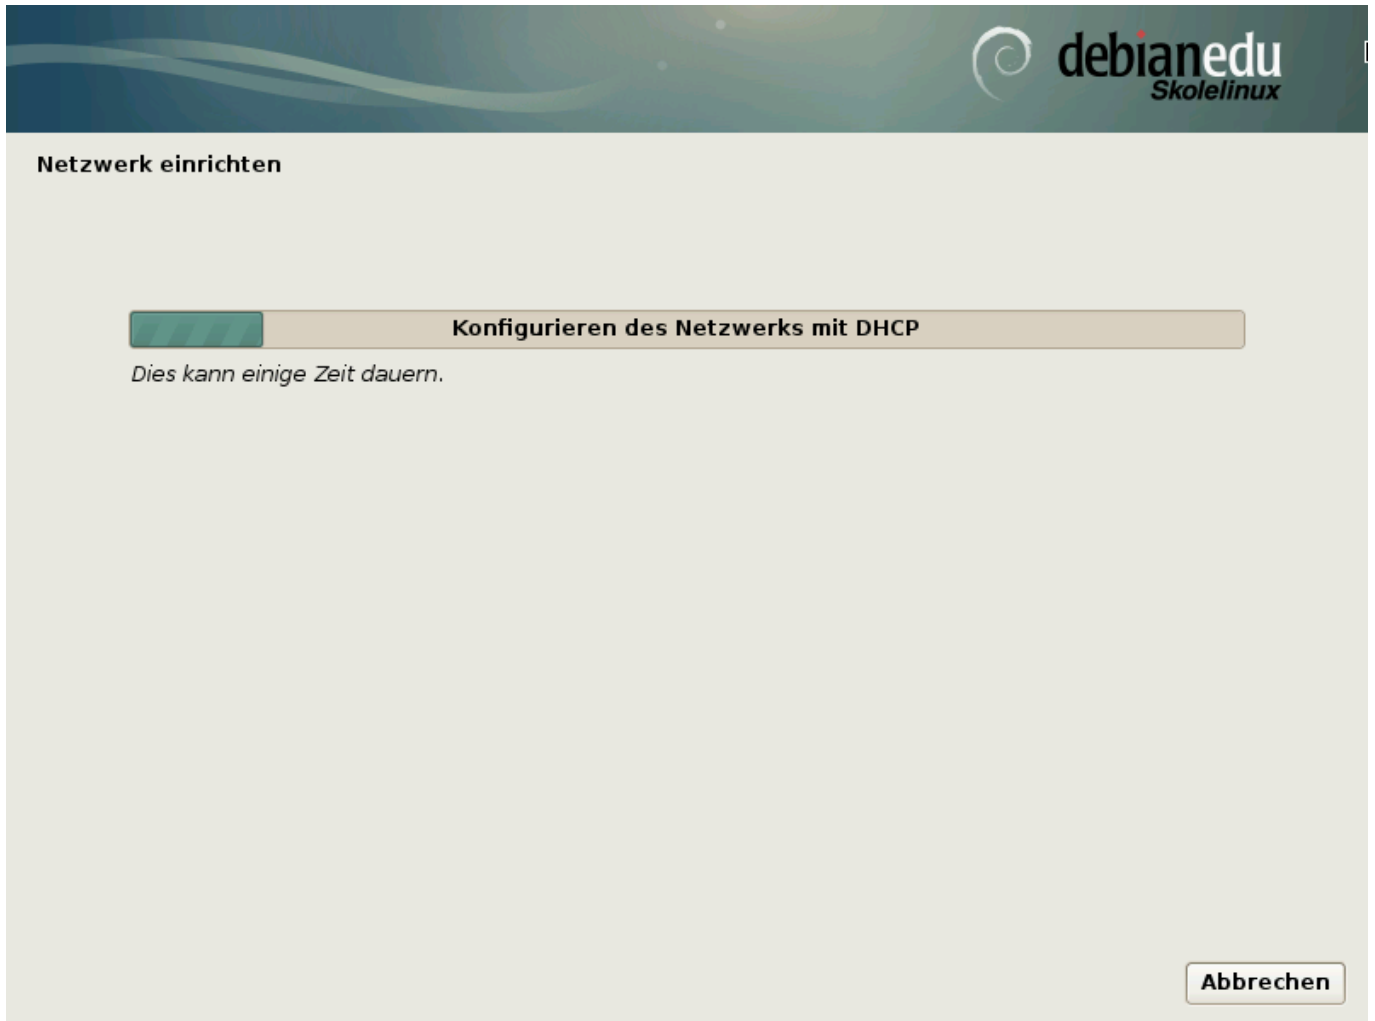 debianedu
Skolelinux
Netzwerk einrichten
Konfigurieren des Netzwerks mit DHCP
Dies kann einige Zeit dauern.
Abbrechen